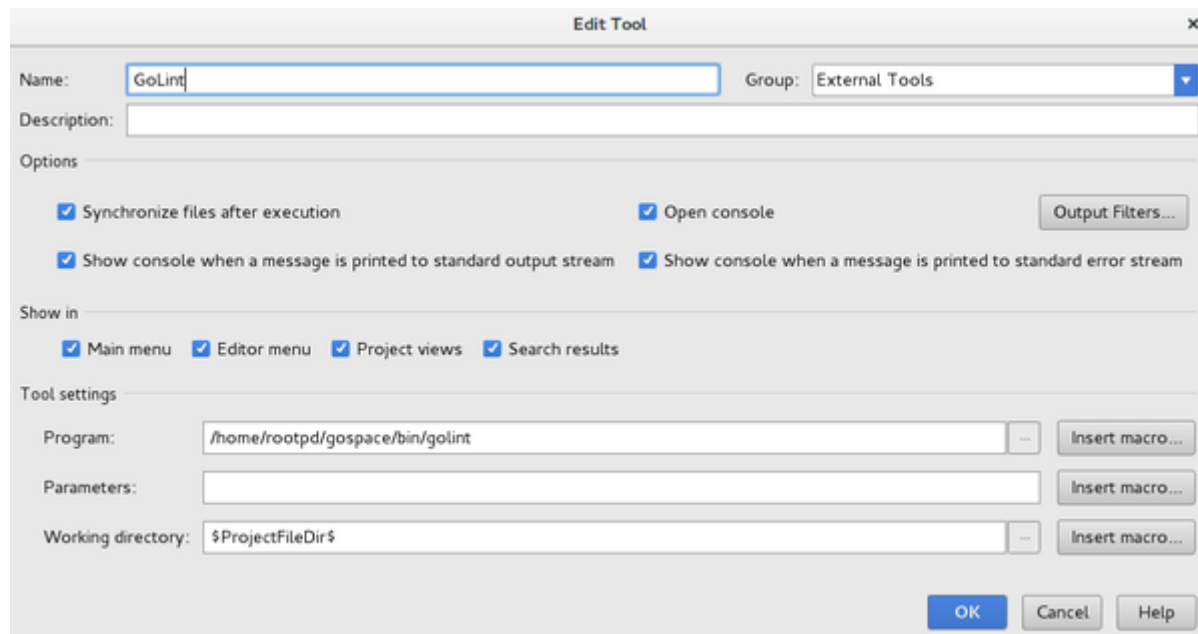 Edit Tool ×
Name: GoLint Group: External Tools
Description:
Options
Synchronize files after execution Open console Output Filters...
Show console when a message is printed to standard output stream Show console when a message is printed to standard error stream
Show in
Main menu Editor menu Project views Search results
Tool settings
Program: /home/rootpd/gospace/bin/golint ... Insert macro...
Parameters: Insert macro...
Working directory: $ProjectFileDir$ ... Insert macro...
OK Cancel Help